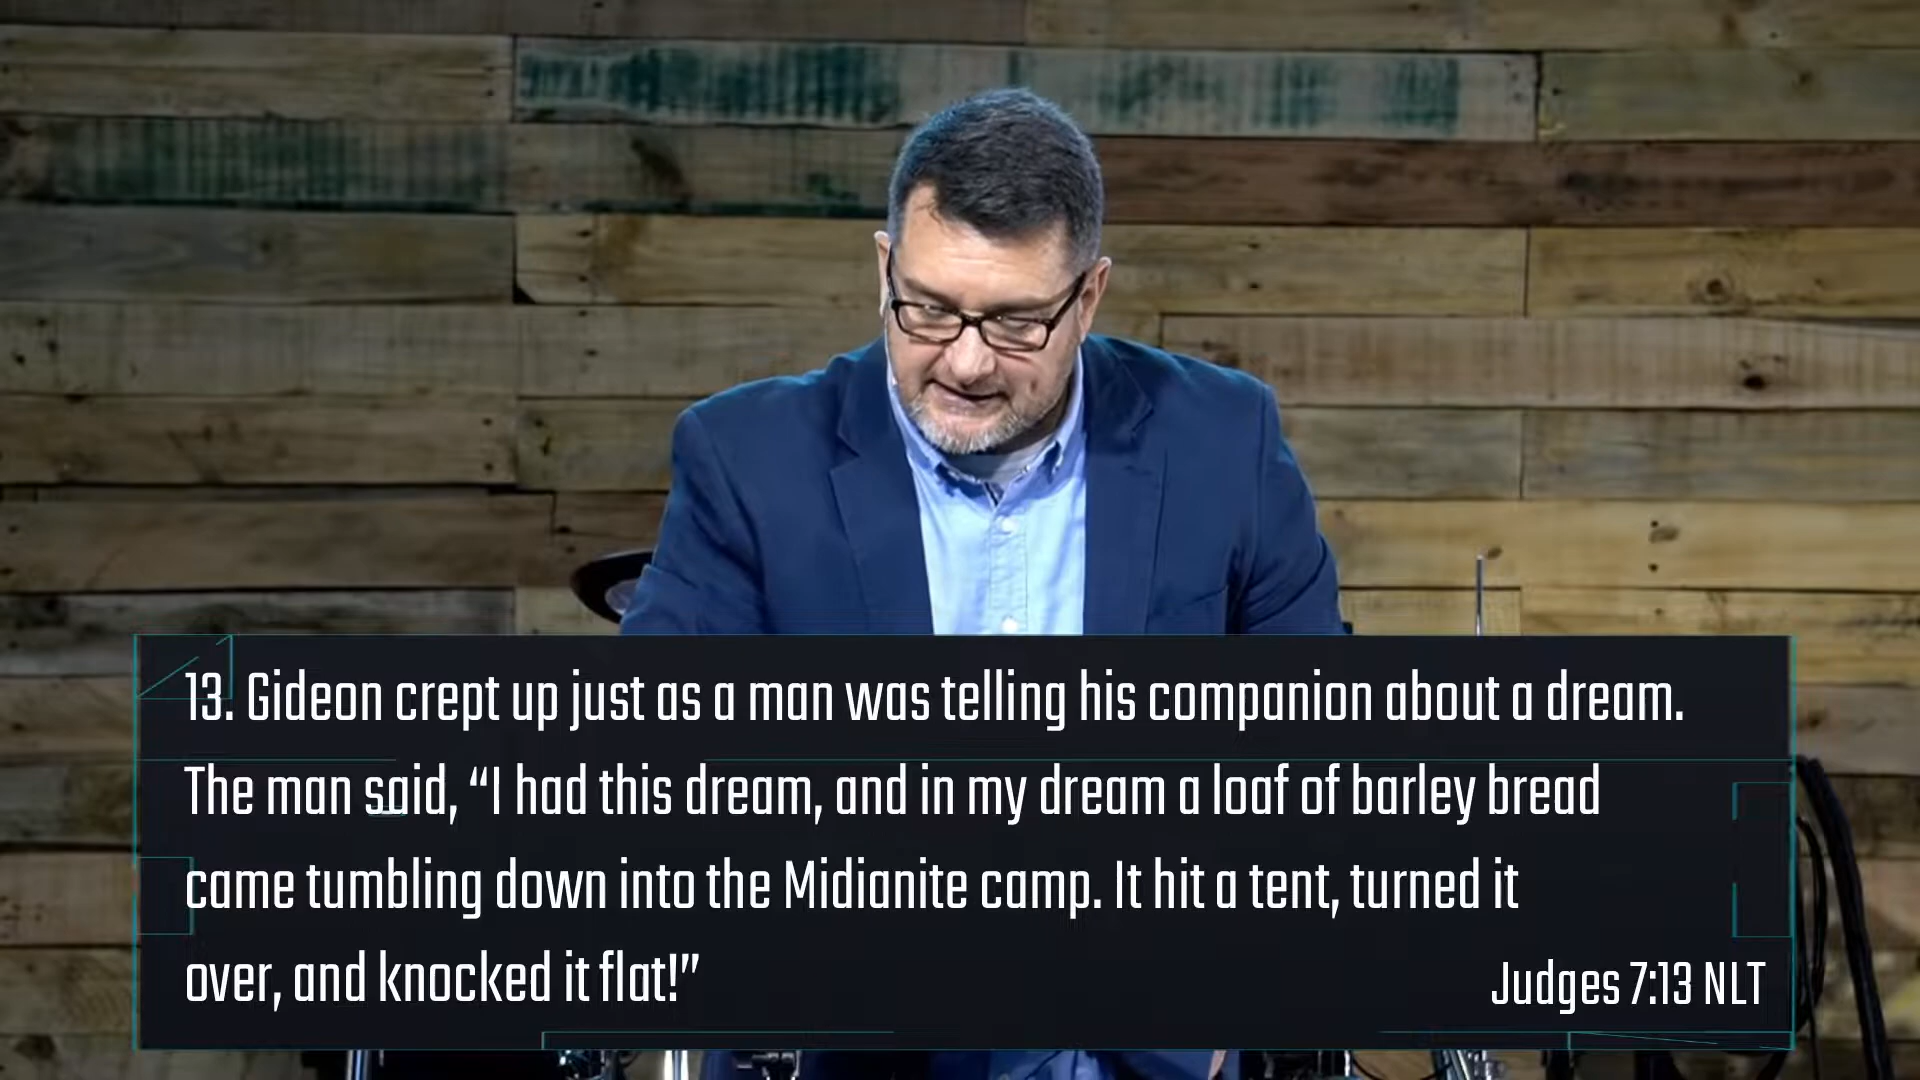 13. Gideon crept up just as a man was telling his companion about a dream.
The man said, “I had this dream, and in my dream a loaf of barley bread
came tumbling down into the Midianite camp. It hit a tent, turned it
over, and knocked it flat!”
Judges 7:13 NLT